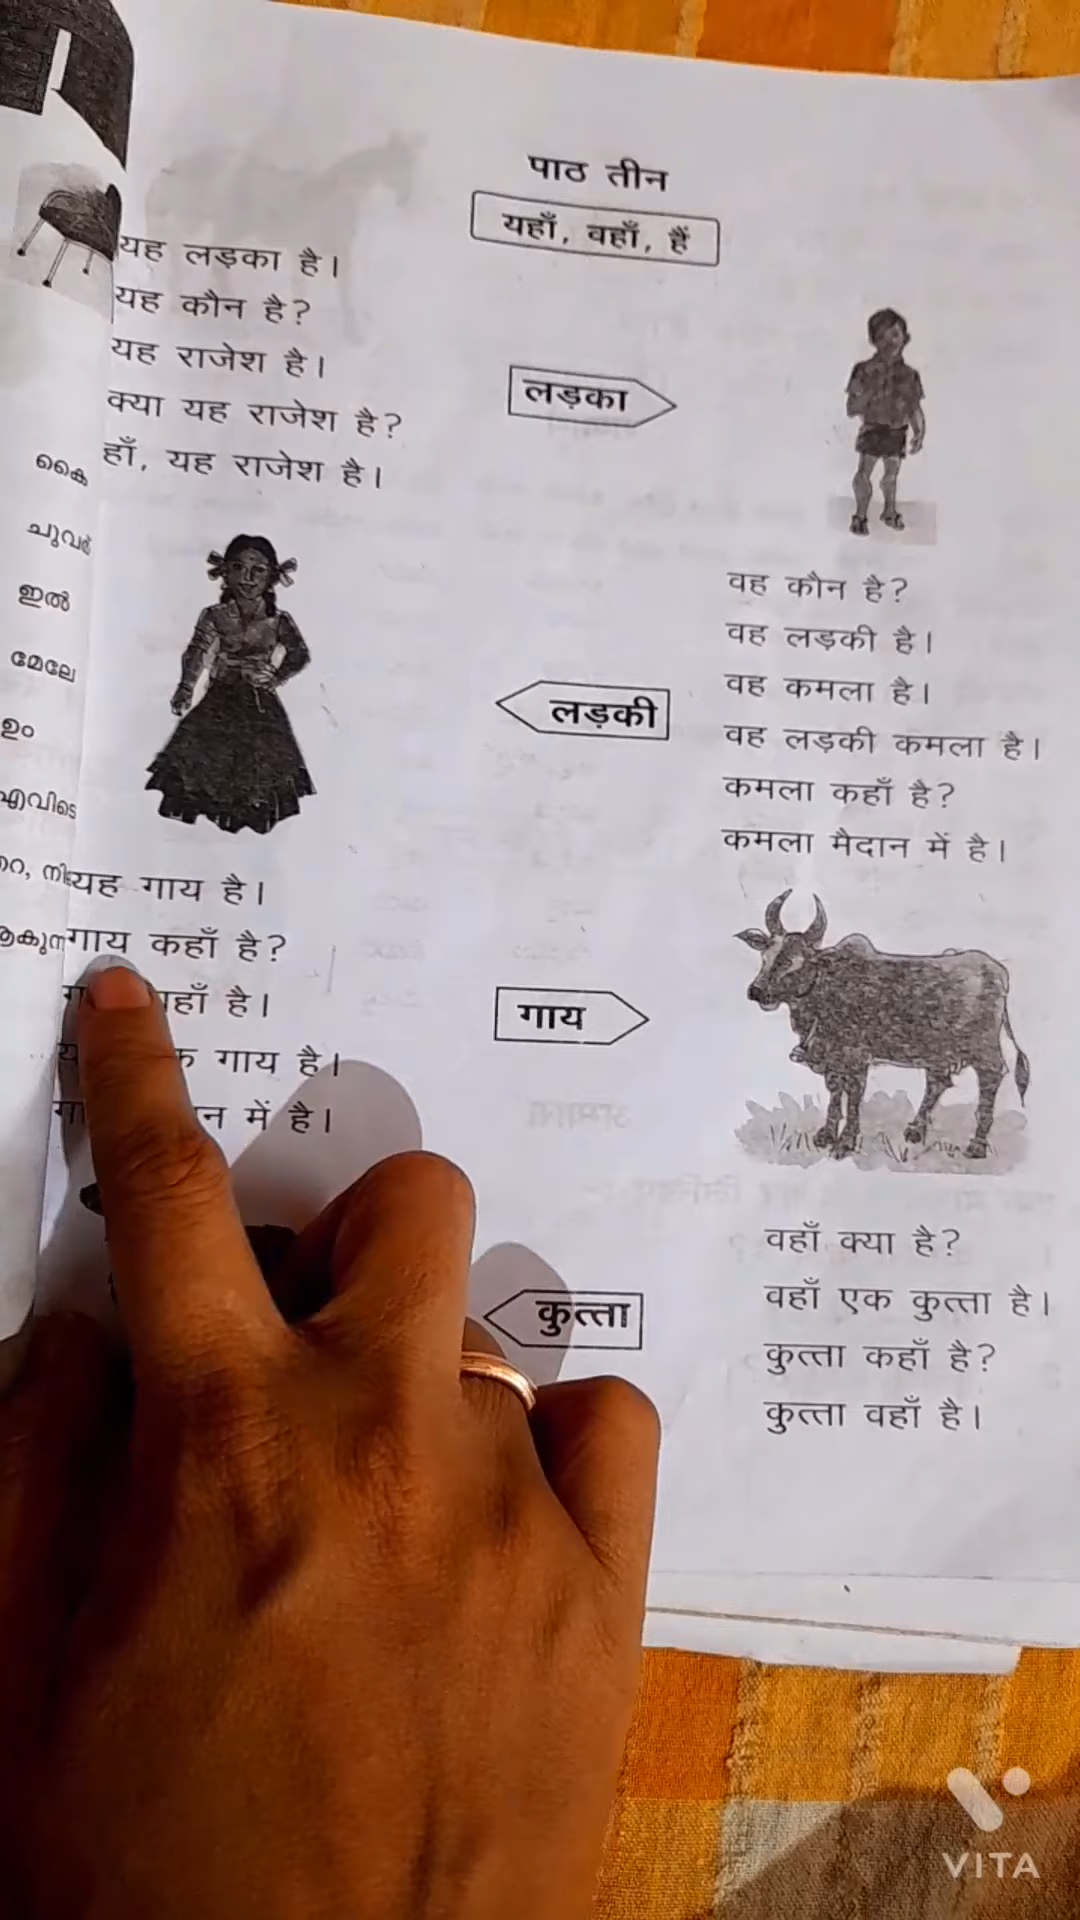 पाठ तीन
यहाँ, वहाँ, हैं
यह लड़का है।
यह कौन है?
यह राजेश है।
क्या यह राजेश है?
हाँ, यह राजेश है।
लड़का
वह कौन है?
वह लड़की है।
वह कमला है।
वह लड़की कमला है।
कमला कहाँ है?
कमला मैदान में है।
लड़की
यह गाय है।
गाय कहाँ है?
है।
गाय है।
में है।
गाय
वहाँ क्या है?
वहाँ एक कुत्ता है।
कुत्ता कहाँ है?
कुत्ता वहाँ है।
कुत्ता
കൈ
ചുവർ
ഇൽ
മേലേ
ഉം
എവിടെ
VITA